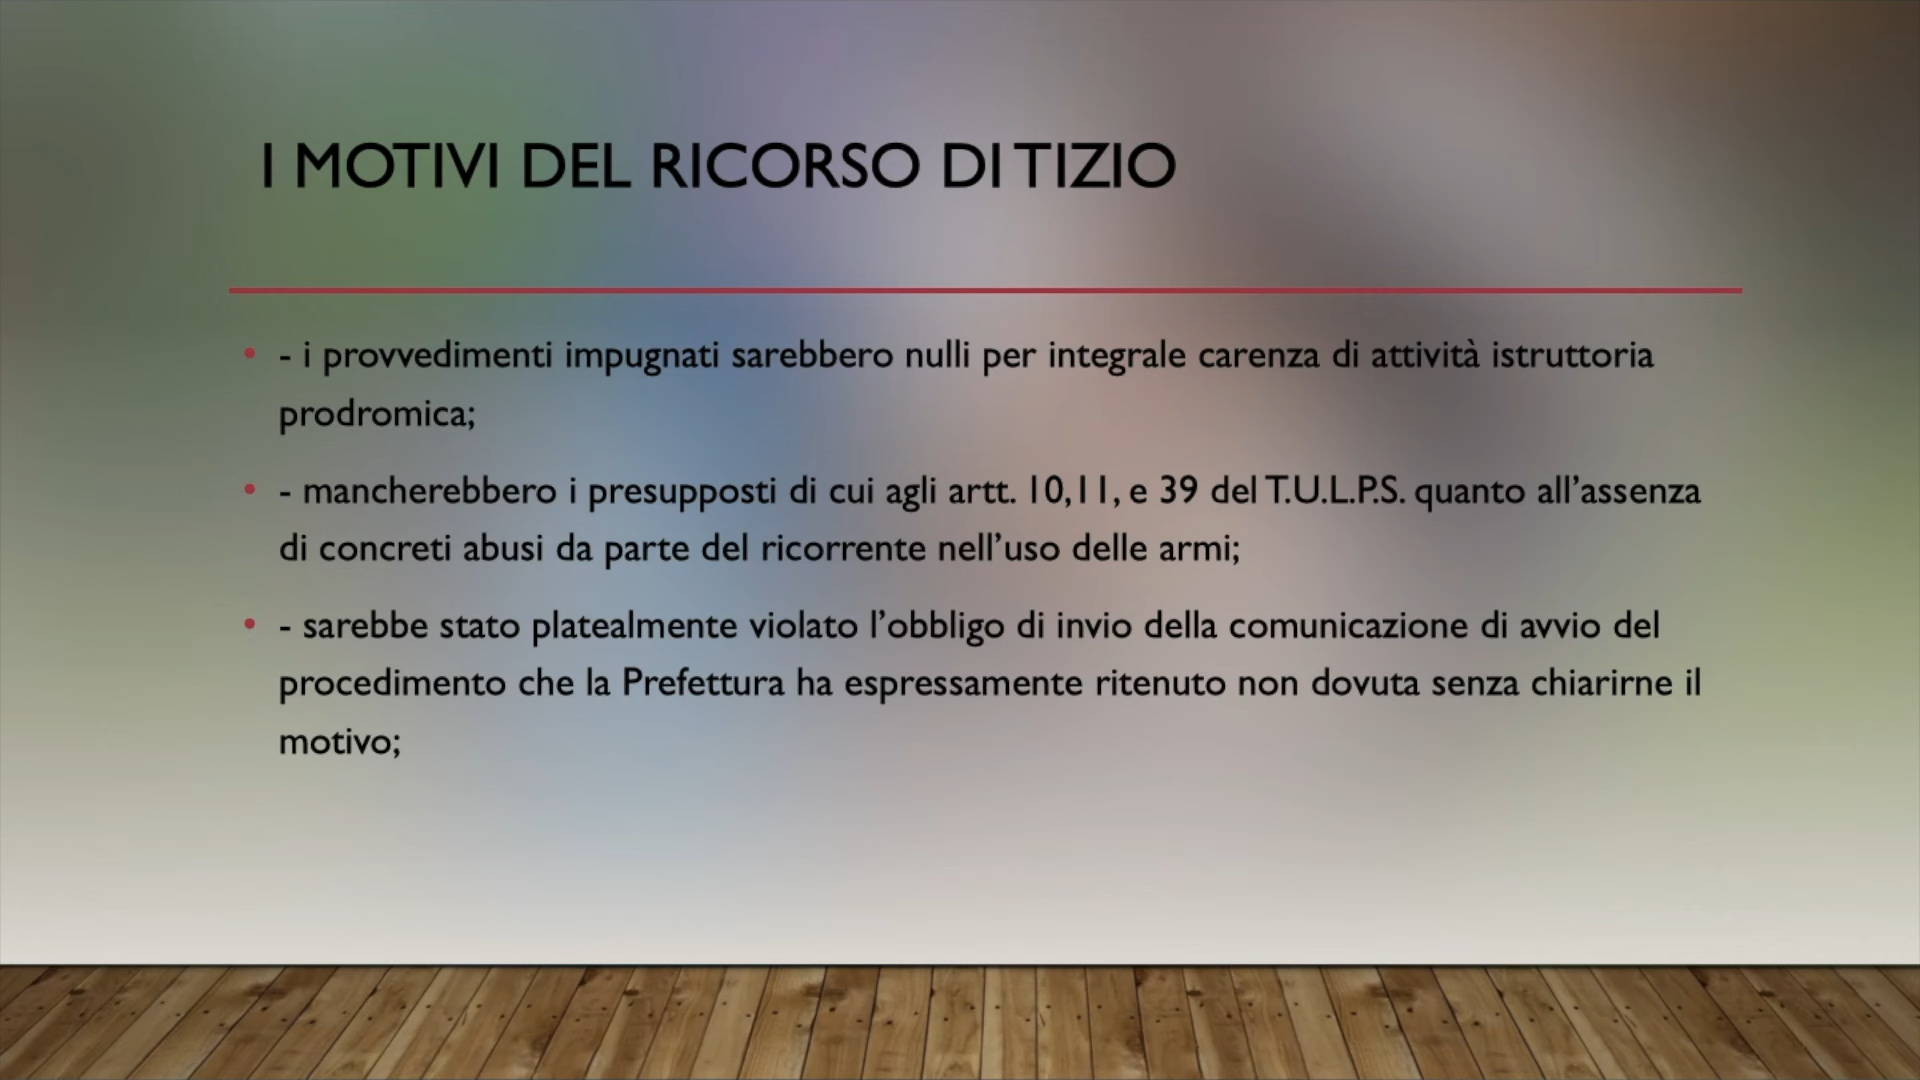 I MOTIVI DEL RICORSO DI TIZIO
• - i provvedimenti impugnati sarebbero nulli per integrale carenza di attività istruttoria
prodromica;
• - mancherebbero i presupposti di cui agli artt. 10,11, e 39 del T.U.L.P.S. quanto all’assenza
di concreti abusi da parte del ricorrente nell’uso delle armi;
• - sarebbe stato platealmente violato l’obbligo di invio della comunicazione di avvio del
procedimento che la Prefettura ha espressamente ritenuto non dovuta senza chiarirne il
motivo;